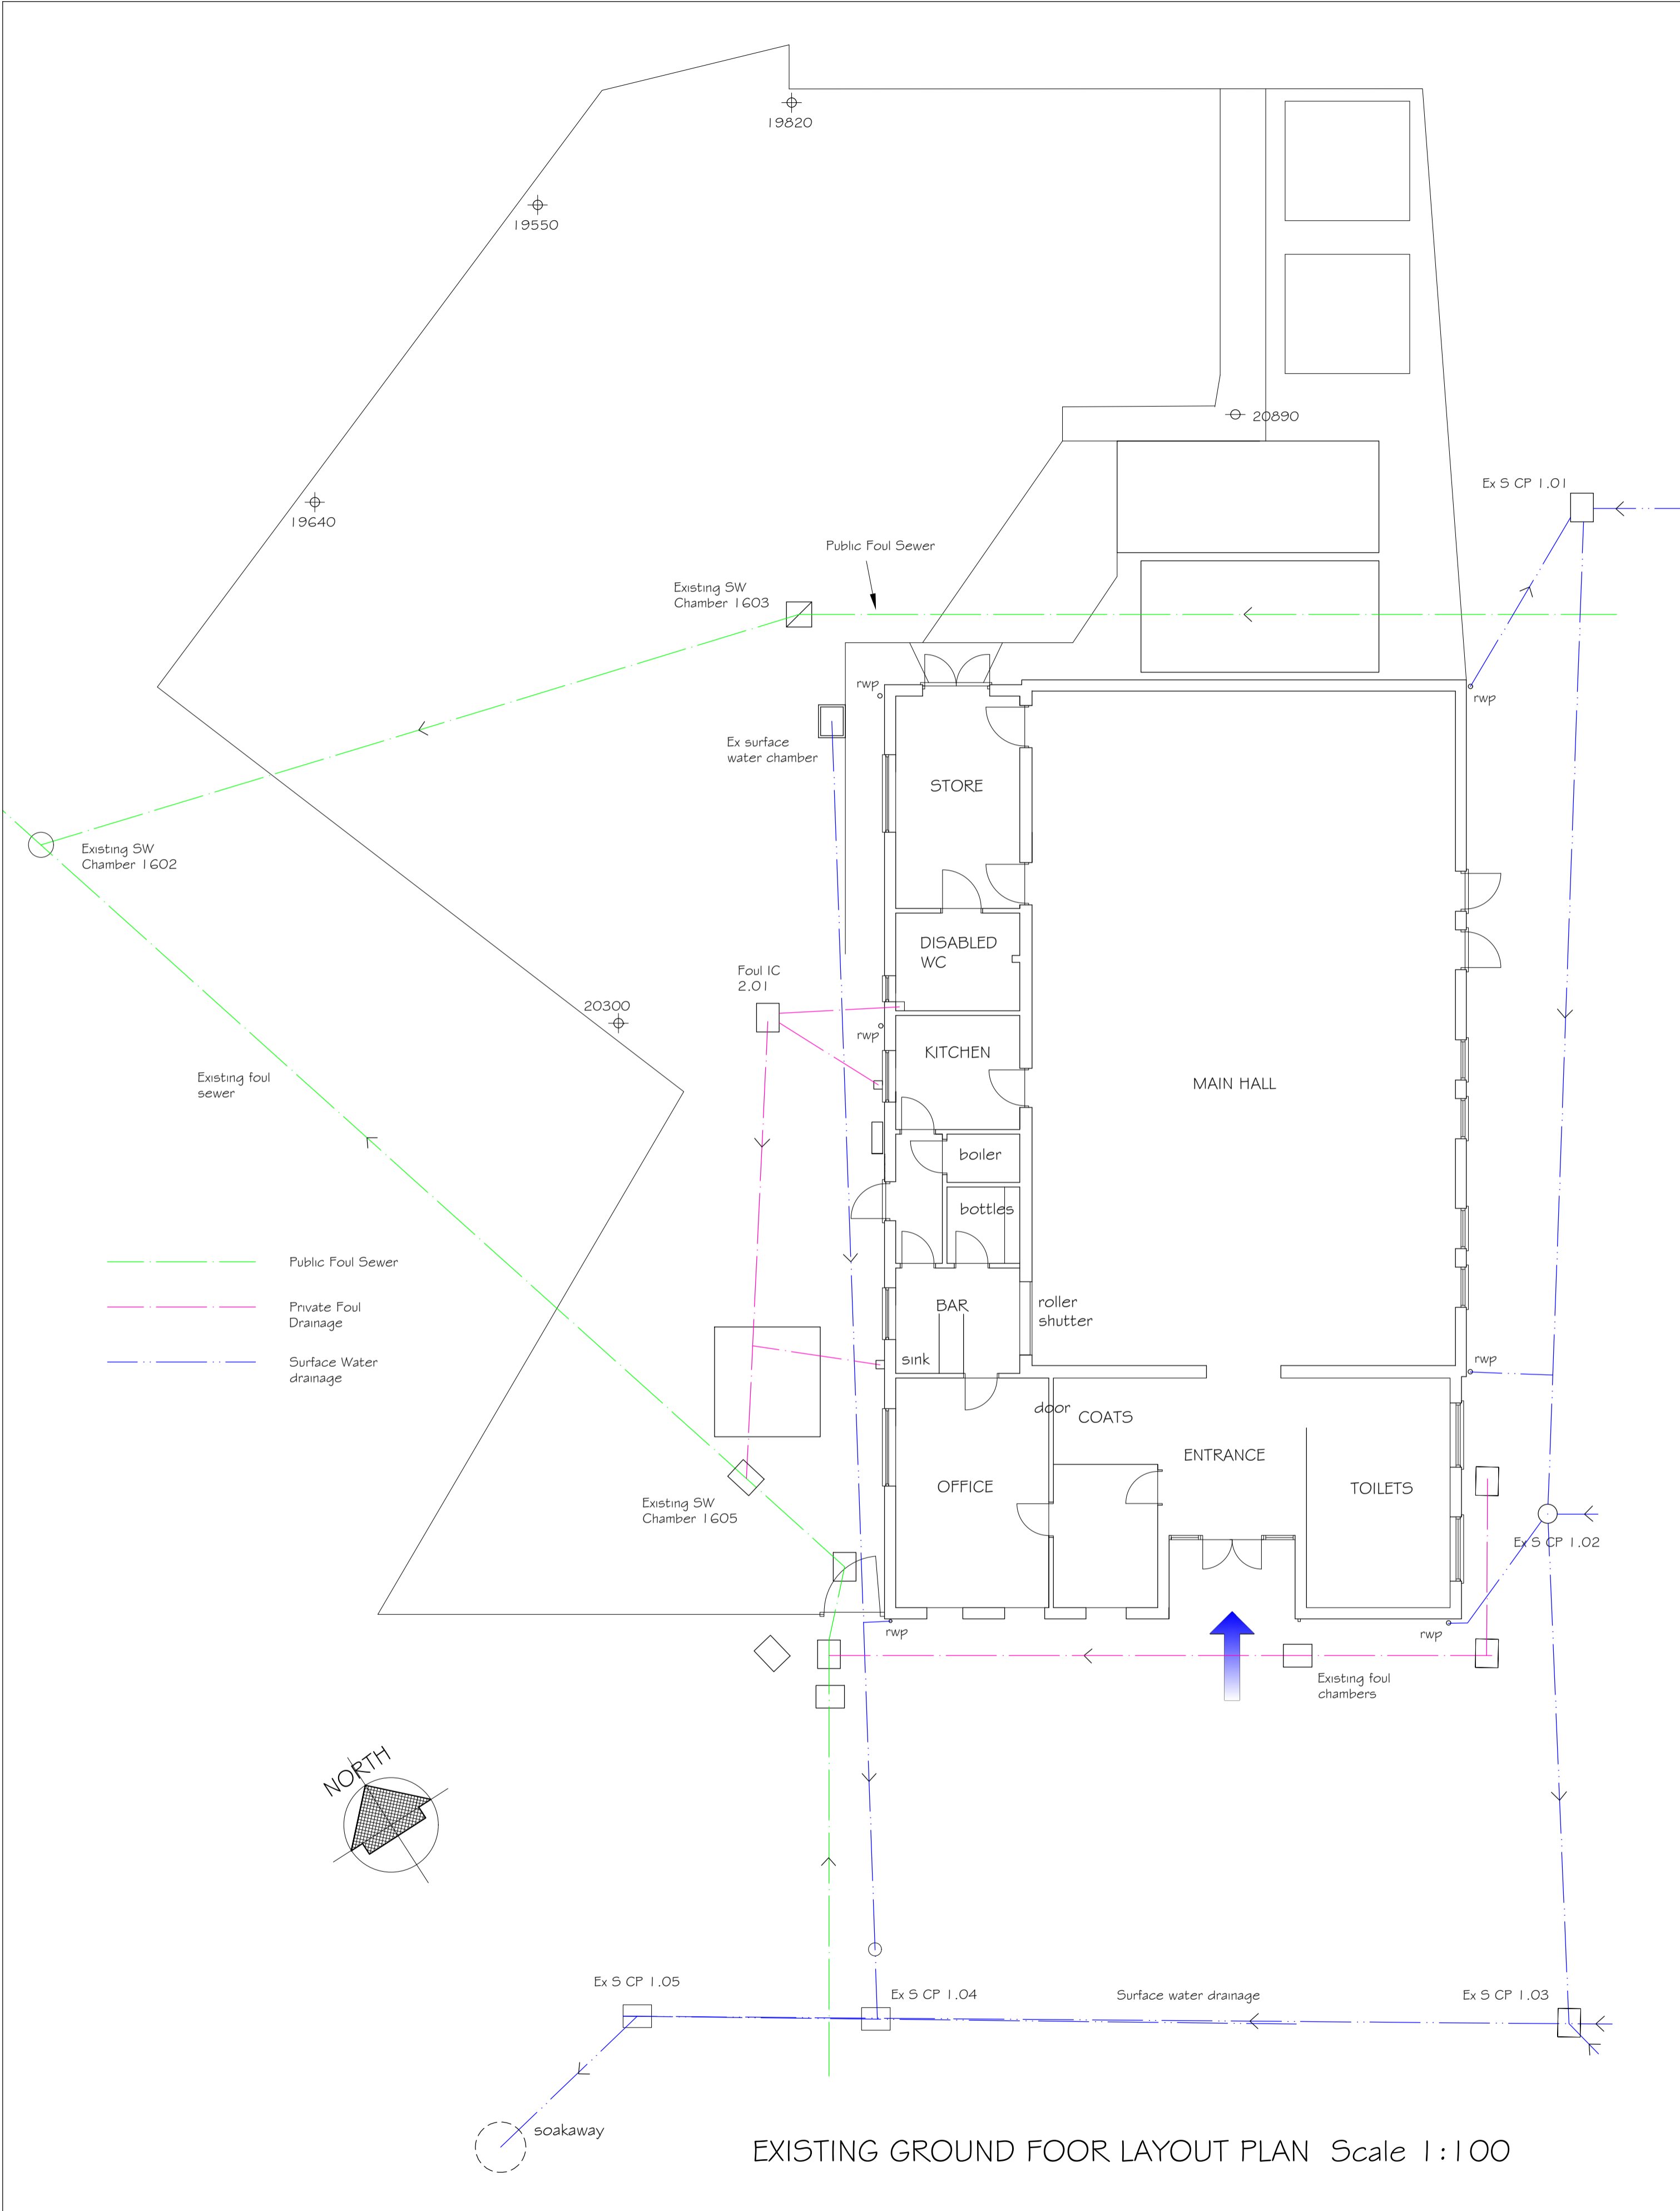 19820
19550
20890
Ex S CP 1.01
19640
Public Foul Sewer
Existing SW
Chamber 1603
rwp
rwp
Ex surface
water chamber
STORE
Existing SW
Chamber 1602
DISABLED
WC
Foul IC
2.01
20300
rwp
KITCHEN
Existing foul
sewer
MAIN HALL
boiler
bottles
Public Foul Sewer
Private Foul
Drainage
Surface Water
drainage
BAR
roller
shutter
sink
rwp
door
COATS
ENTRANCE
OFFICE
TOILETS
Existing SW
Chamber 1605
Ex S CP 1.02
rwp
rwp
Existing foul
chambers
NORTH
Ex S CP 1.05
Ex S CP 1.04
Surface water drainage
Ex S CP 1.03
soakaway
EXISTING GROUND FOOR LAYOUT PLAN Scale 1:100